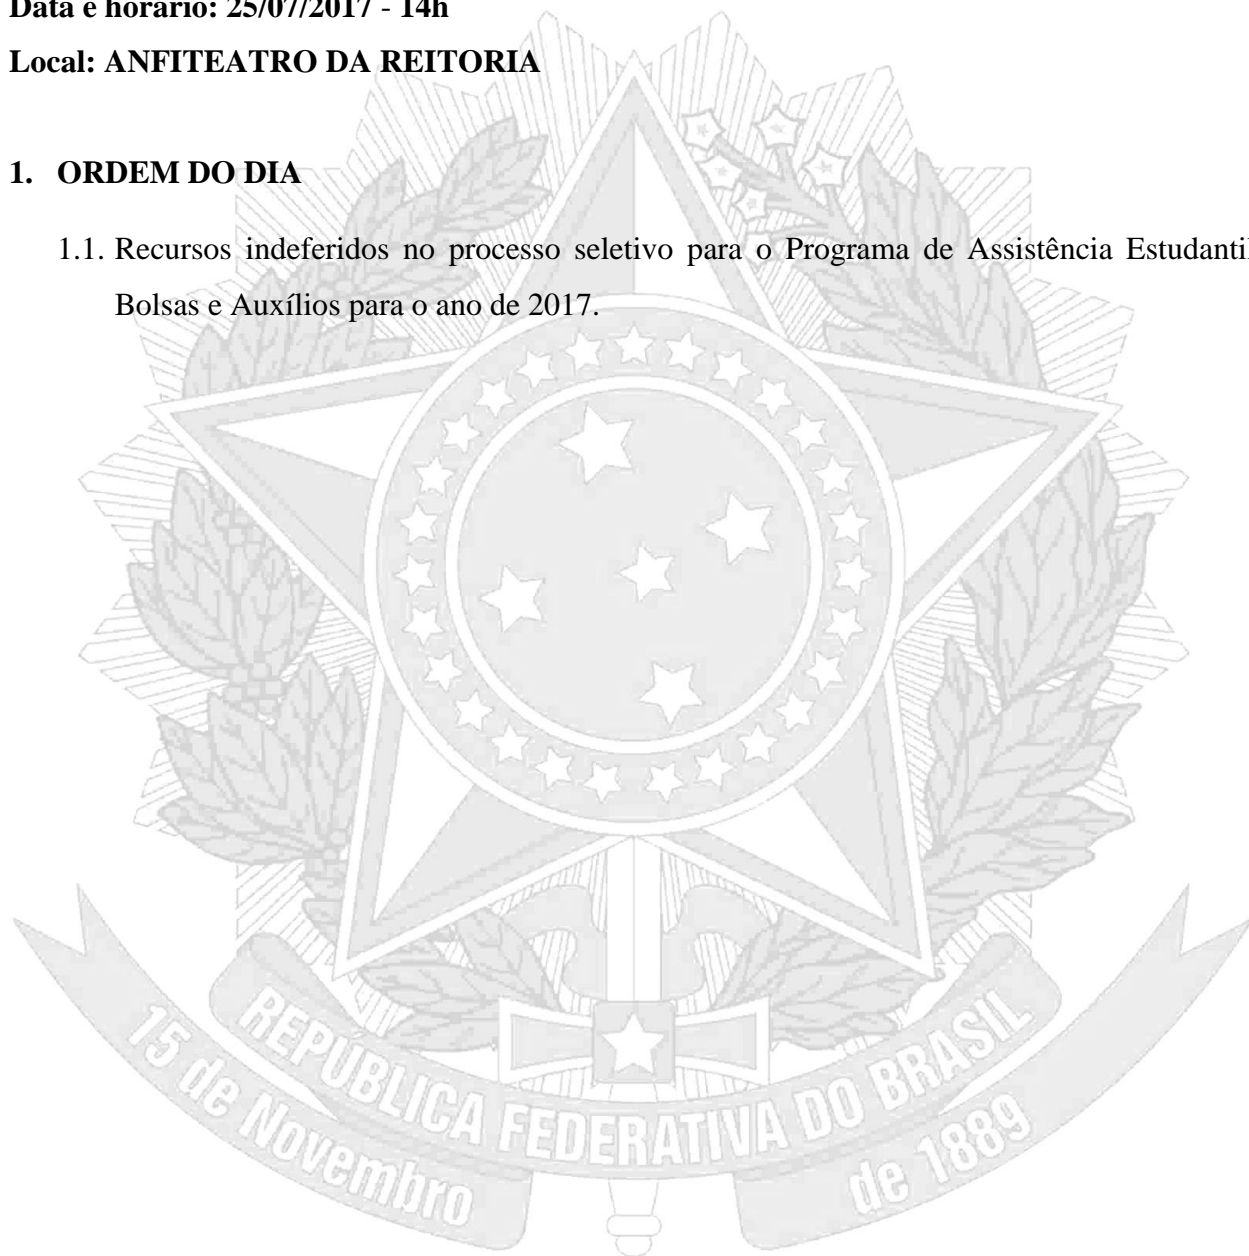 Data e horário: 25/07/2017 - 14h
Local: ANFITEATRO DA REITORIA
1. ORDEM DO DIA
1.1. Recursos indeferidos no processo seletivo para o Programa de Assistência Estudantil
Bolsas e Auxílios para o ano de 2017.
REPÚBLICA FEDERATIVA DO BRASIL
15 de Novembro de 1889